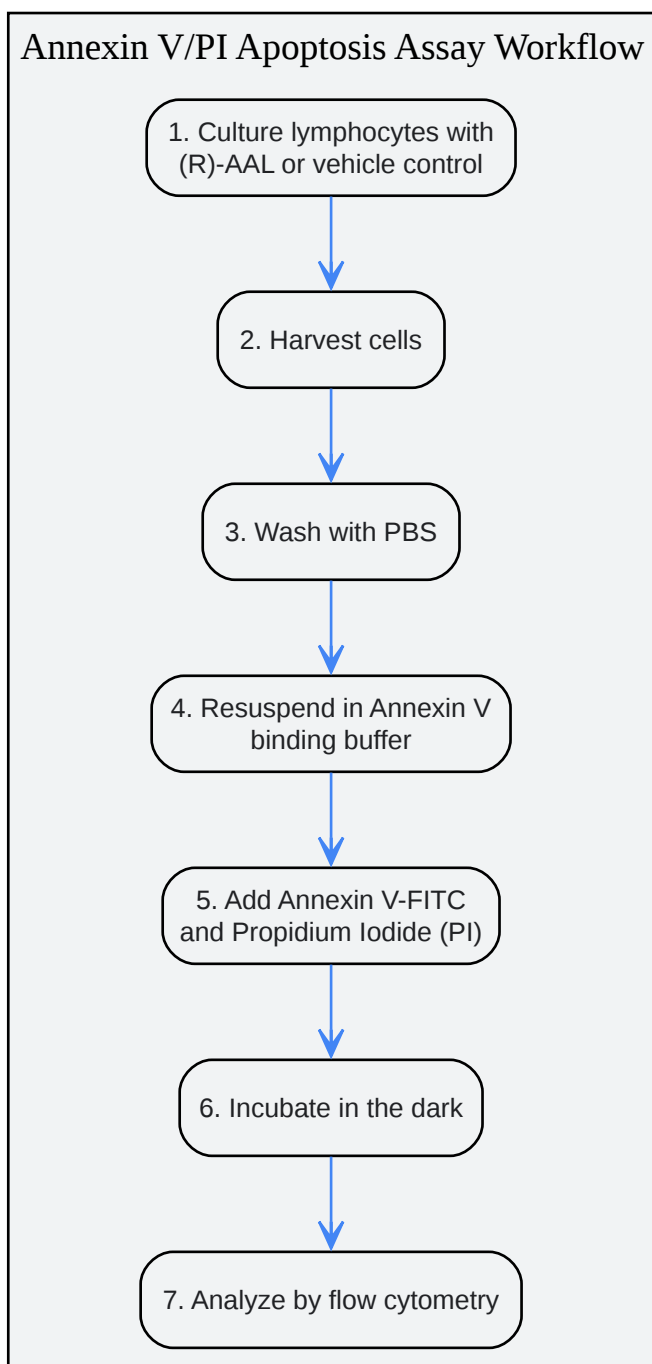 Annexin V/PI Apoptosis Assay Workflow
1. Culture lymphocytes with
(R)-AAL or vehicle control
2. Harvest cells
3. Wash with PBS
4. Resuspend in Annexin V
binding buffer
5. Add Annexin V-FITC
and Propidium Iodide (PI)
6. Incubate in the dark
7. Analyze by flow cytometry